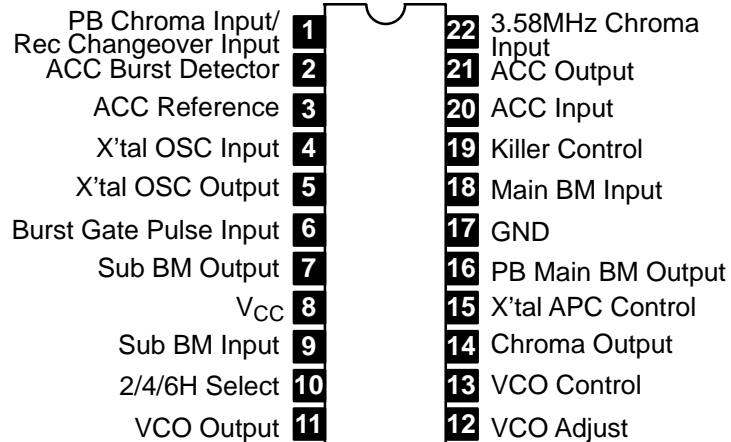 PB Chroma Input/
Rec Changeover Input
1
ACC Burst Detector 2
ACC Reference 3
X'tal OSC Input 4
X'tal OSC Output 5
Burst Gate Pulse Input 6
Sub BM Output 7
VCC 8
Sub BM Input 9
2/4/6H Select 10
VCO Output 11
22 3.58MHz Chroma
Input
21 ACC Output
20 ACC Input
19 Killer Control
18 Main BM Input
17 GND
16 PB Main BM Output
15 X'tal APC Control
14 Chroma Output
13 VCO Control
12 VCO Adjust